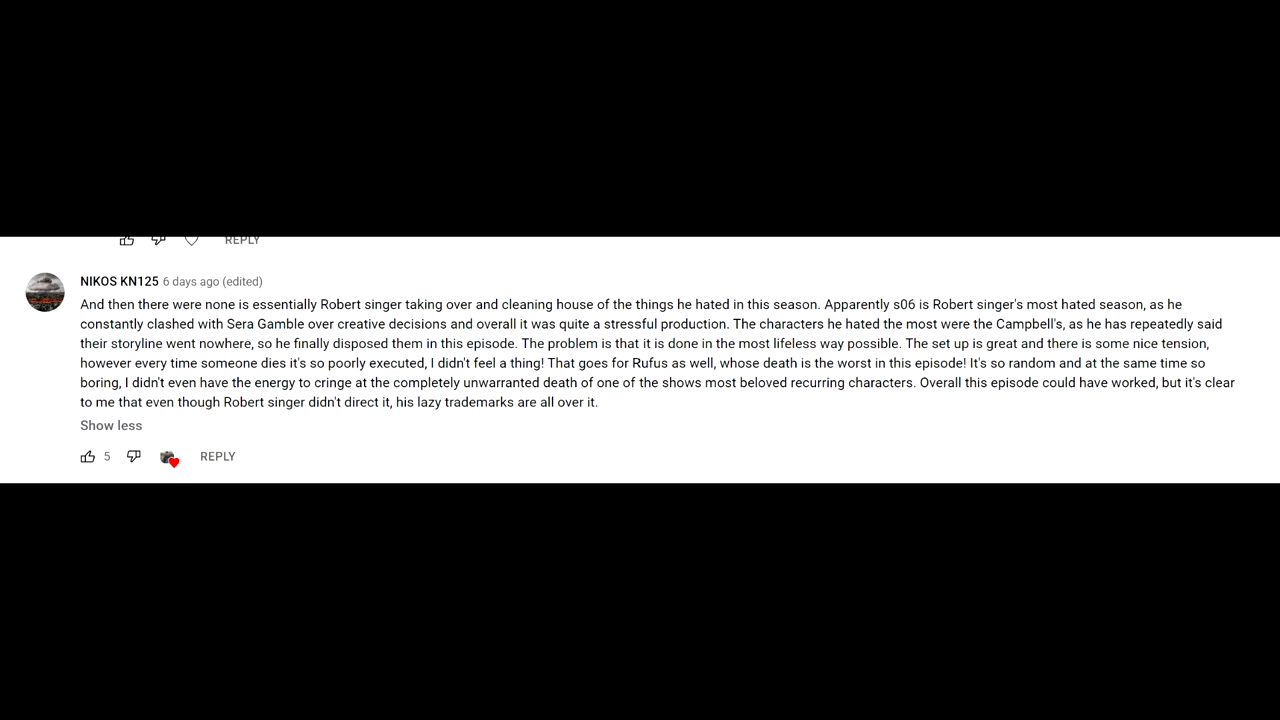 REPLY
NIKOS KN125 6 days ago (edited)
And then there were none is essentially Robert singer taking over and cleaning house of the things he hated in this season. Apparently s06 is Robert singer's most hated season, as he
constantly clashed with Sera Gamble over creative decisions and overall it was quite a stressful production. The characters he hated the most were the Campbell's, as he has repeatedly said
their storyline went nowhere, so he finally disposed them in this episode. The problem is that it is done in the most lifeless way possible. The set up is great and there is some nice tension,
however every time someone dies it's so poorly executed, I didn't feel a thing! That goes for Rufus as well, whose death is the worst in this episode! It's so random and at the same time so
boring, I didn't even have the energy to cringe at the completely unwarranted death of one of the shows most beloved recurring characters. Overall this episode could have worked, but it's clear
to me that even though Robert singer didn't direct it, his lazy trademarks are all over it.
Show less
5 REPLY